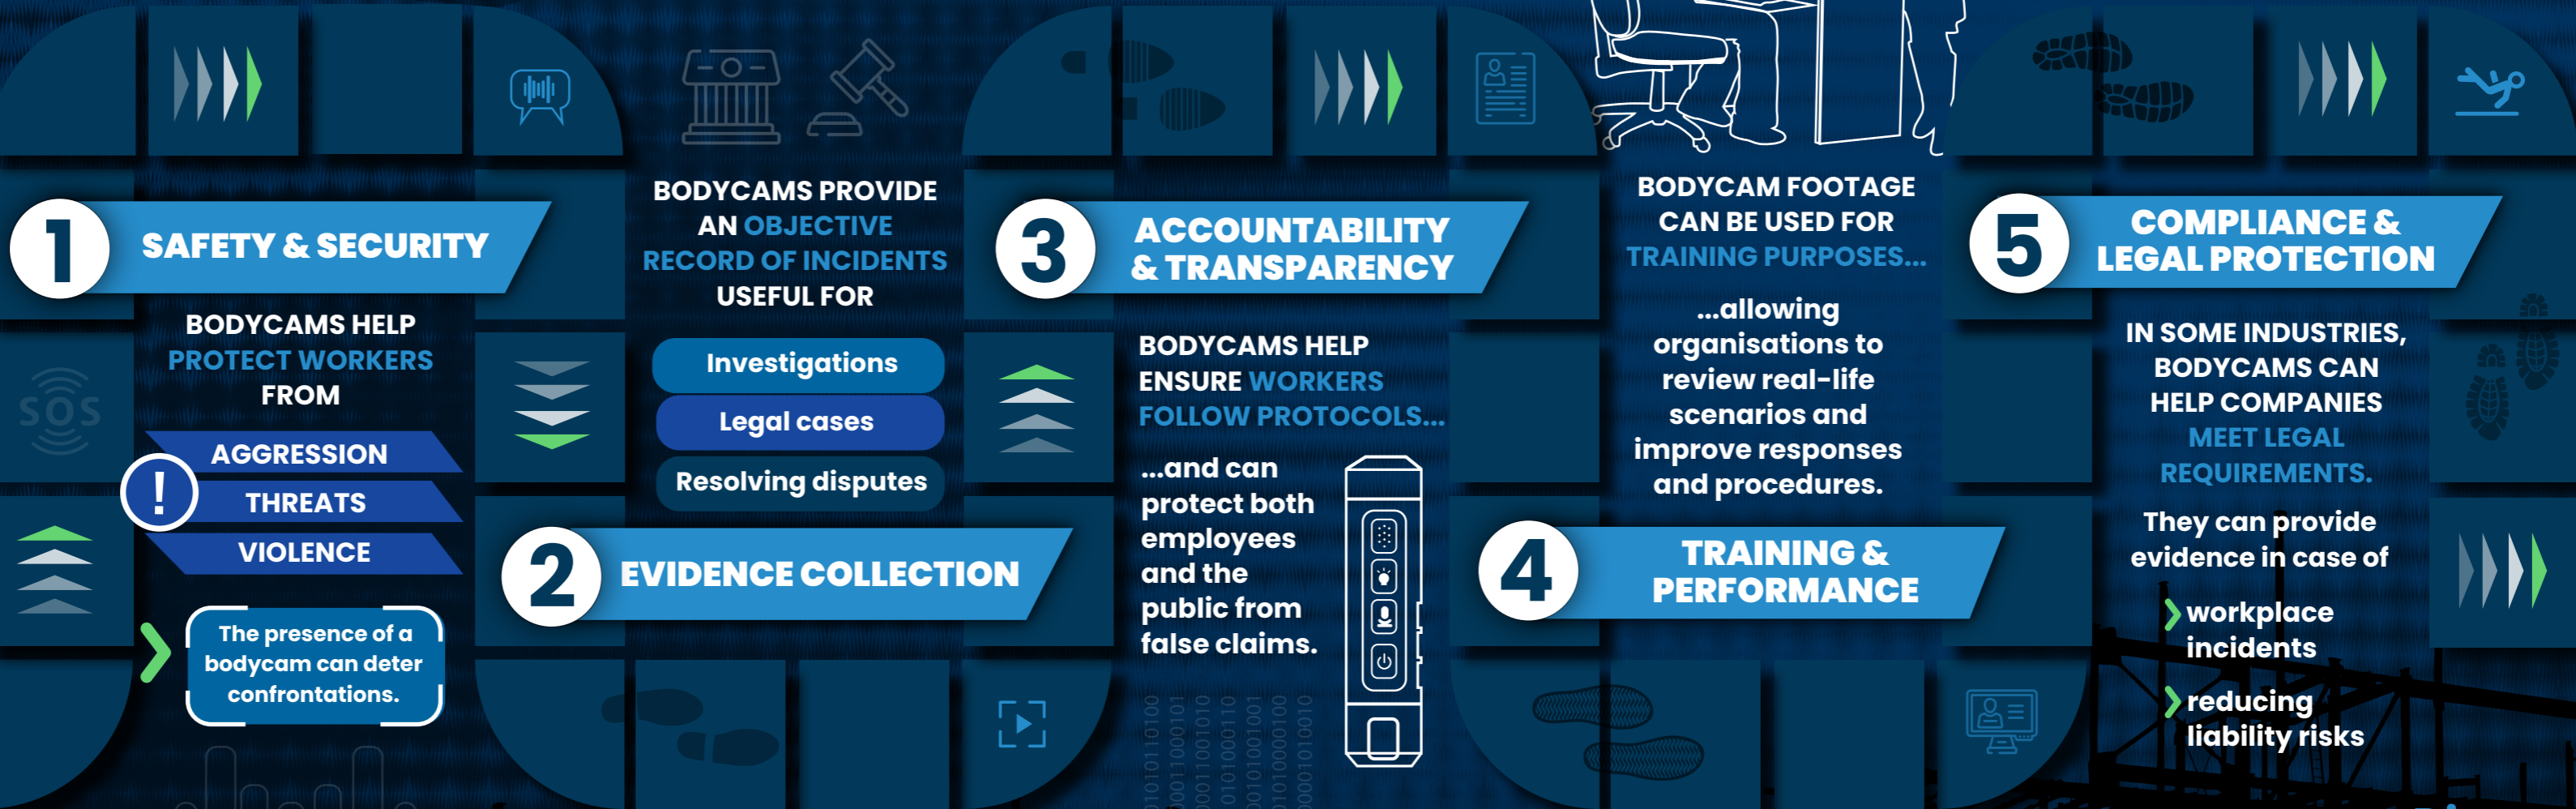 1
SAFETY & SECURITY
BODYCAMS HELP
PROTECT WORKERS
FROM
!
AGGRESSION
THREATS
VIOLENCE
The presence of a
bodycam can deter
confrontations.
SOS
BODYCAMS PROVIDE
AN OBJECTIVE
RECORD OF INCIDENTS
USEFUL FOR
Investigations
Legal cases
Resolving disputes
2
EVIDENCE COLLECTION
3
ACCOUNTABILITY
& TRANSPARENCY
BODYCAMS HELP
ENSURE WORKERS
FOLLOW PROTOCOLS...
...and can
protect both
employees
and the
public from
false claims.
BODYCAM FOOTAGE
CAN BE USED FOR
TRAINING PURPOSES...
...allowing
organisations to
review real-life
scenarios and
improve responses
and procedures.
4
TRAINING &
PERFORMANCE
5
COMPLIANCE &
LEGAL PROTECTION
IN SOME INDUSTRIES,
BODYCAMS CAN
HELP COMPANIES
MEET LEGAL
REQUIREMENTS.
They can provide
evidence in case of
workplace
incidents
reducing
liability risks